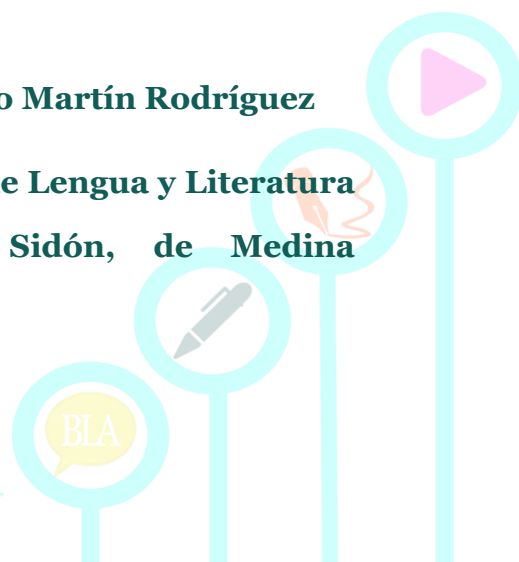 o Martín Rodríguez
e Lengua y Literatura
Sidón, de Medina
BLA